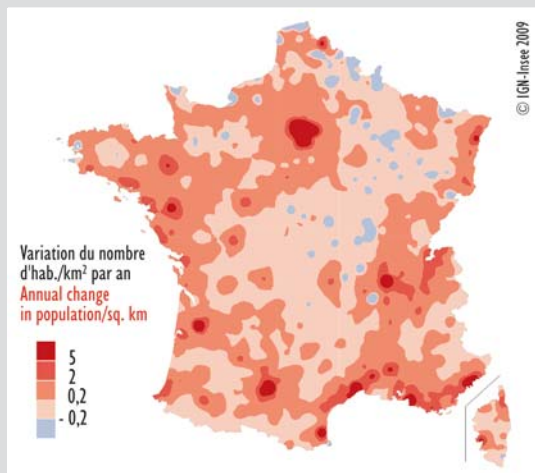 © IGN-Insee 2009
Variation du nombre
d'hab./km² par an
Annual change
in population/sq. km
5
2
0,2
- 0,2